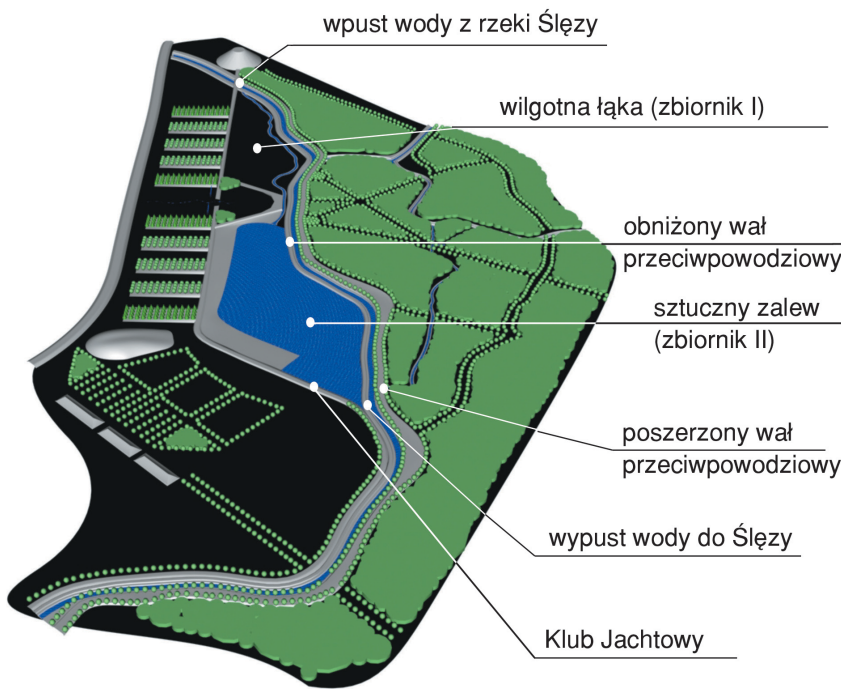 wpust wody z rzeki Ślęzy
wilgotna łąka (zbiornik I)
obniżony wał
przeciwpowodziowy
sztuczny zalew
(zbiornik II)
poszerzony wał
przeciwpowodziowy
wypust wody do Ślęzy
Klub Jachtowy